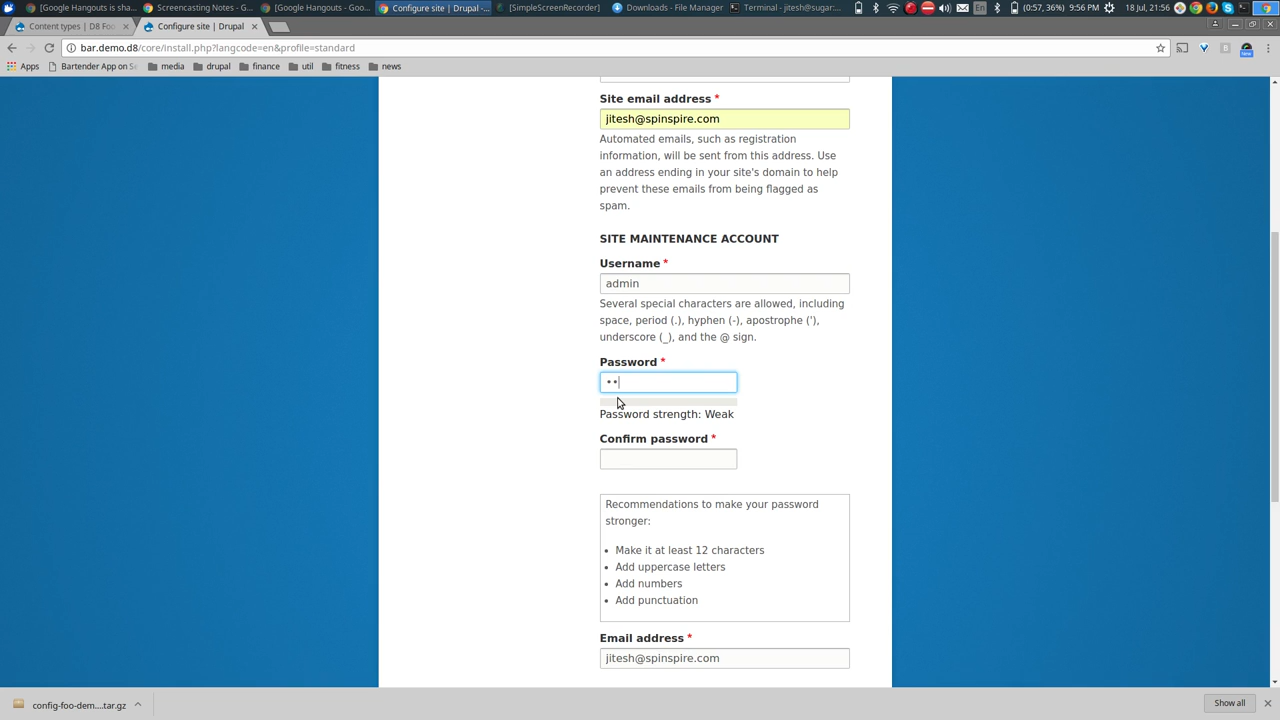 [Google Hangouts is sha...
Screencasting Notes - G...
[Google Hangouts - Goo...
Configure site | Drupal -...
[SimpleScreenRecorder]
Downloads - File Manager
Terminal - jitesh@sugar:...
En
(0:57, 36%)
9:56 PM
18 Jul, 21:56
Content types | D8 Foo
Configure site | Drupal
bar.demo.d8/core/install.php?langcode=en&profile=standard
Apps
Bartender App on Se
media
drupal
finance
util
fitness
news
Site email address *
jitesh@spinspire.com
Automated emails, such as registration
information, will be sent from this address. Use
an address ending in your site's domain to help
prevent these emails from being flagged as
spam.
SITE MAINTENANCE ACCOUNT
Username *
admin
Several special characters are allowed, including
space, period (.), hyphen (-), apostrophe ('),
underscore (_), and the @ sign.
Password *
••
Password strength: Weak
Confirm password *
Recommendations to make your password
stronger:
• Make it at least 12 characters
• Add uppercase letters
• Add numbers
• Add punctuation
Email address *
jitesh@spinspire.com
config-foo-dem....tar.gz
Show all